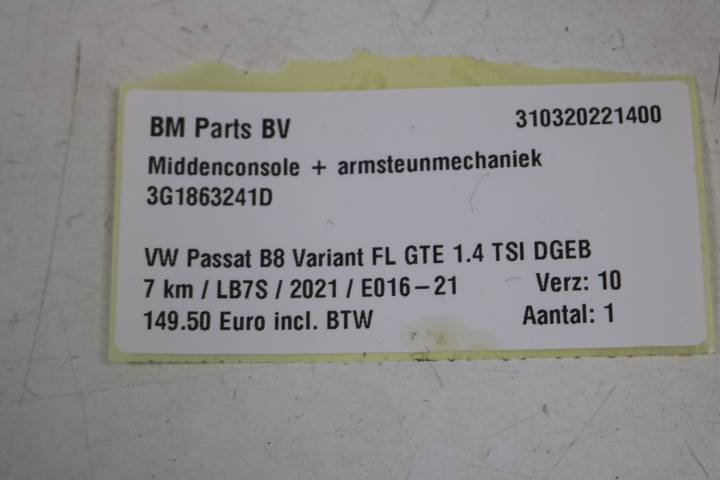 BM Parts BV 310320221400
Middenconsole + armsteunmechaniek
3G1863241D
VW Passat B8 Variant FL GTE 1.4 TSI DGEB
7 km / LB7S / 2021 / E016-21 Verz: 10
149.50 Euro incl. BTW Aantal: 1